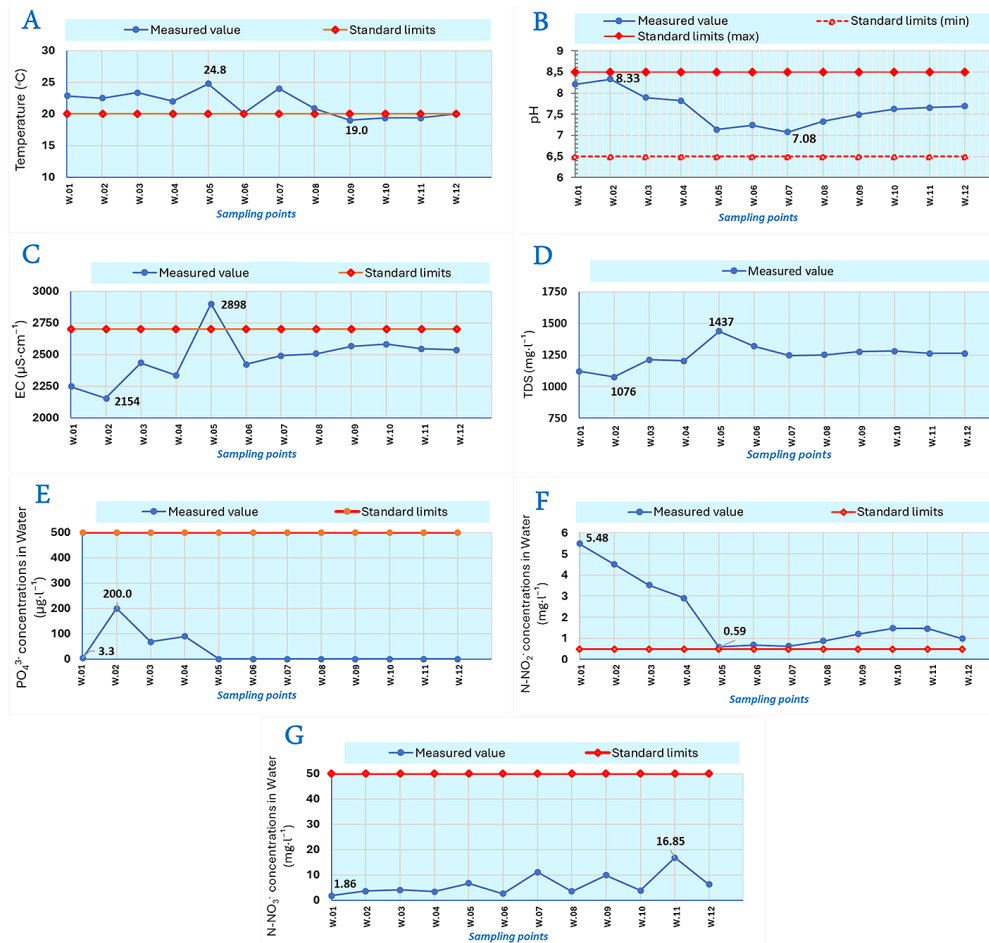 A
Measured value
Standard limits
Temperature (◦C)
30
25
20
15
10
24.8
19.0
W.01 W.02 W.03 W.04 W.05 W.06 W.07 W.08 W.09 W.10 W.11 W.12
Sampling points
B
Measured value
Standard limits (min)
Standard limits (max)
pH
9
8,5
8
7,5
7
6,5
6
8.33
7.08
W.01 W.02 W.03 W.04 W.05 W.06 W.07 W.08 W.09 W.10 W.11 W.12
Sampling points
C
Measured value
Standard limits
EC (µS·cm⁻¹)
3000
2750
2500
2250
2000
2898
2154
W.01 W.02 W.03 W.04 W.05 W.06 W.07 W.08 W.09 W.10 W.11 W.12
Sampling points
D
Measured value
TDS (mg·l⁻¹)
1750
1500
1250
1000
750
1437
1076
W.01 W.02 W.03 W.04 W.05 W.06 W.07 W.08 W.09 W.10 W.11 W.12
Sampling points
E
Measured value
Standard limits
PO₄³⁻ concentrations in Water
(µg·l⁻¹)
500
400
300
200
100
0
200.0
3.3
W.01 W.02 W.03 W.04 W.05 W.06 W.07 W.08 W.09 W.10 W.11 W.12
F
Measured value
Standard limits
N-NO₂⁻ concentrations in Water
(mg·l⁻¹)
6
5
4
3
2
1
0
5.48
0.59
W.01 W.02 W.03 W.04 W.05 W.06 W.07 W.08 W.09 W.10 W.11 W.12
Sampling points
G
Measured value
Standard limits
N-NO₃⁻ concentrations in Water
(mg·l⁻¹)
50
40
30
20
10
0
1.86
16.85
W.01 W.02 W.03 W.04 W.05 W.06 W.07 W.08 W.09 W.10 W.11 W.12
Sampling points